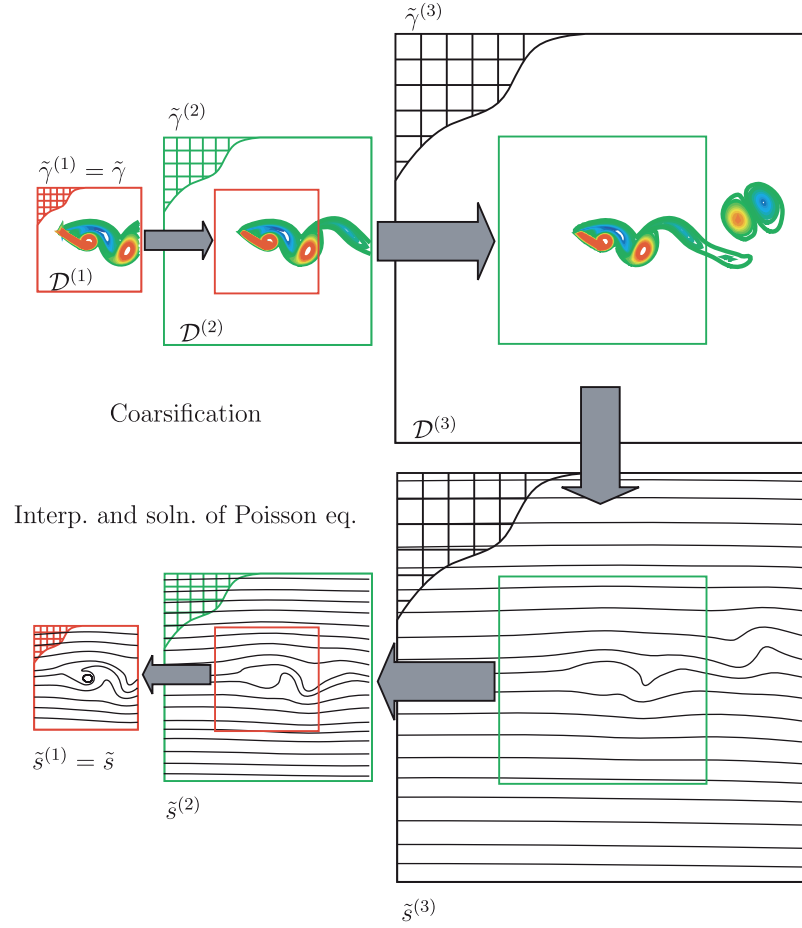 γ̃⁽³⁾
γ̃⁽²⁾
γ̃⁽¹⁾ = γ̃
𝒟⁽¹⁾
𝒟⁽²⁾
𝒟⁽³⁾
Coarsification
Interp. and soln. of Poisson eq.
s̃⁽¹⁾ = s̃
s̃⁽²⁾
s̃⁽³⁾